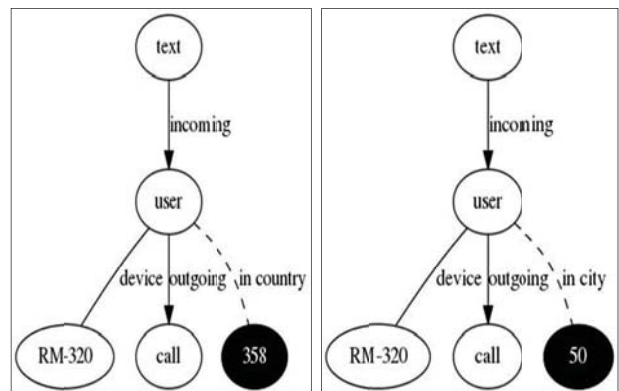 text
incoming
user
device outgoing in country
RM-320 call 358
text
incoming
user
device outgoing in city
RM-320 call 50